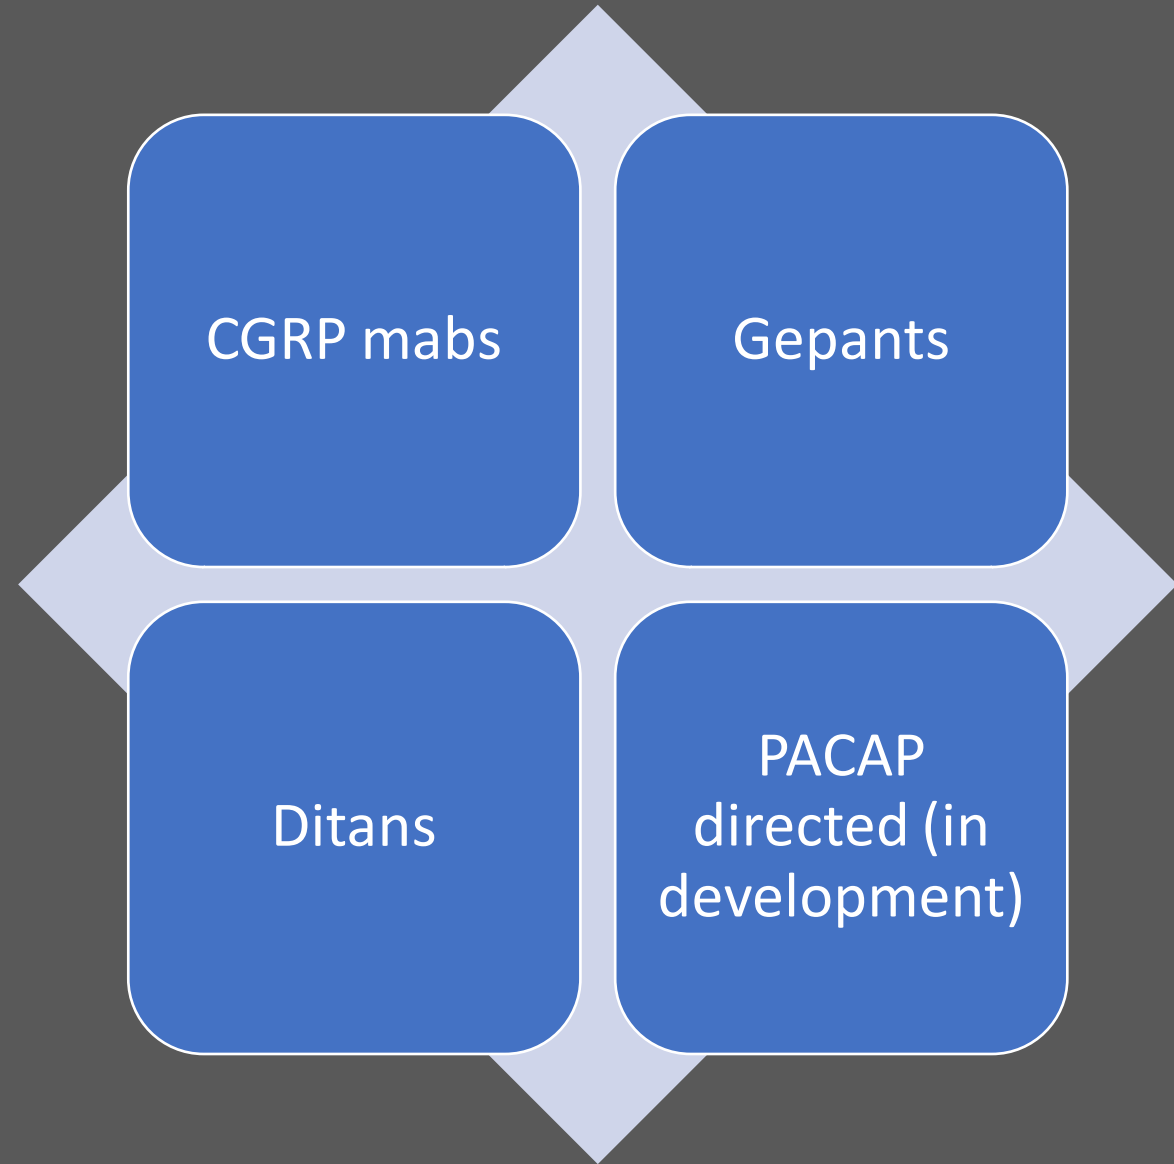 CGRP mabs
Gepants
Ditans
PACAP
directed (in
development)